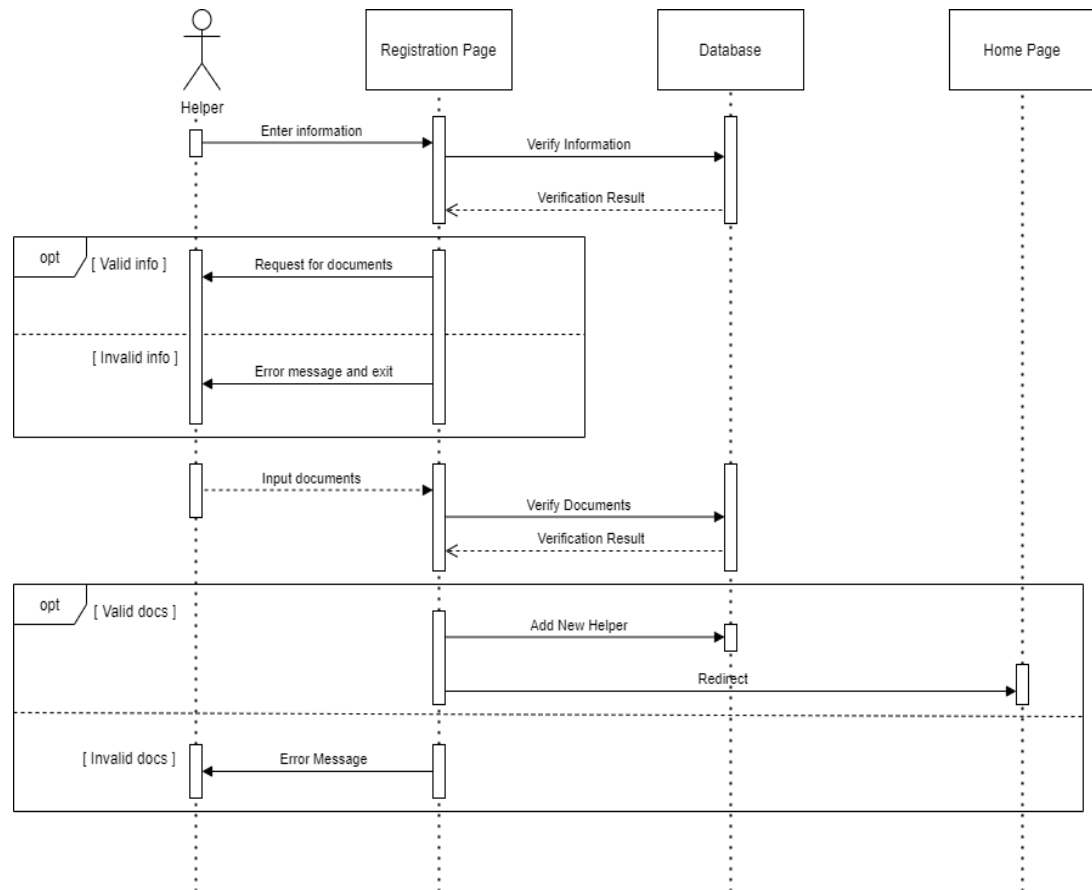 Registration Page
Database
Home Page
Helper
Enter information
Verify Information
Verification Result
opt
[ Valid info ]
Request for documents
[ Invalid info ]
Error message and exit
Input documents
Verify Documents
Verification Result
opt
[ Valid docs ]
Add New Helper
Redirect
[ Invalid docs ]
Error Message